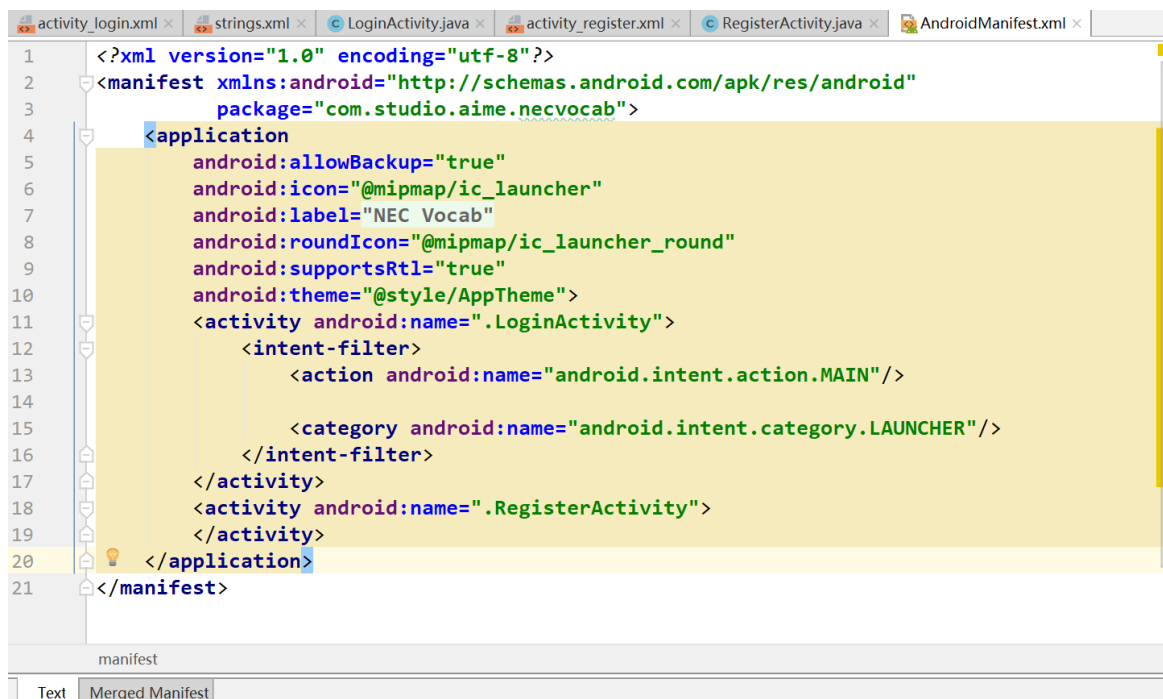 activity_login.xml × strings.xml × C LoginActivity.java × activity_register.xml × C RegisterActivity.java × AndroidManifest.xml ×
1 <?xml version="1.0" encoding="utf-8"?>
2 <manifest xmlns:android="http://schemas.android.com/apk/res/android"
3 package="com.studio.aime.necvocab">
4 <application
5 android:allowBackup="true"
6 android:icon="@mipmap/ic_launcher"
7 android:label="NEC Vocab"
8 android:roundIcon="@mipmap/ic_launcher_round"
9 android:supportsRtl="true"
10 android:theme="@style/AppTheme">
11 <activity android:name=".LoginActivity">
12 <intent-filter>
13 <action android:name="android.intent.action.MAIN"/>
14
15 <category android:name="android.intent.category.LAUNCHER"/>
16 </intent-filter>
17 </activity>
18 <activity android:name=".RegisterActivity">
19 </activity>
20 </application>
21 </manifest>
manifest
Text Merged Manifest